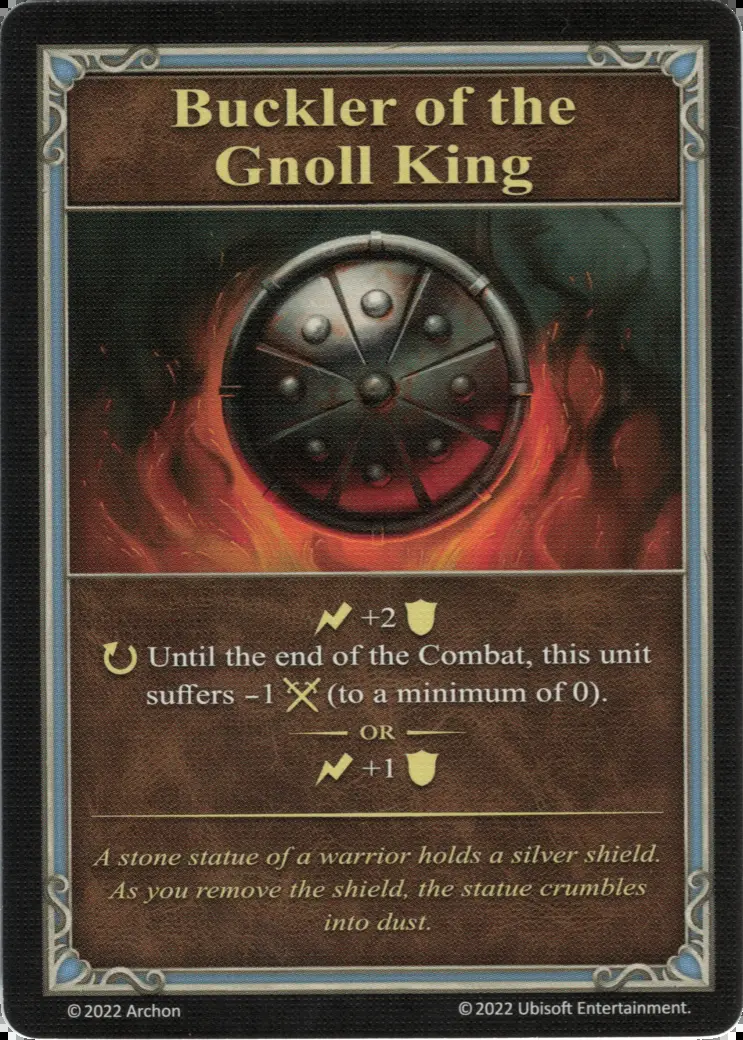 Buckler of the
Gnoll King
+2
Until the end of the Combat, this unit
suffers -1 (to a minimum of 0).
OR
+1
A stone statue of a warrior holds a silver shield.
As you remove the shield, the statue crumbles
into dust.
©2022 Archon
©2022 Ubisoft Entertainment.